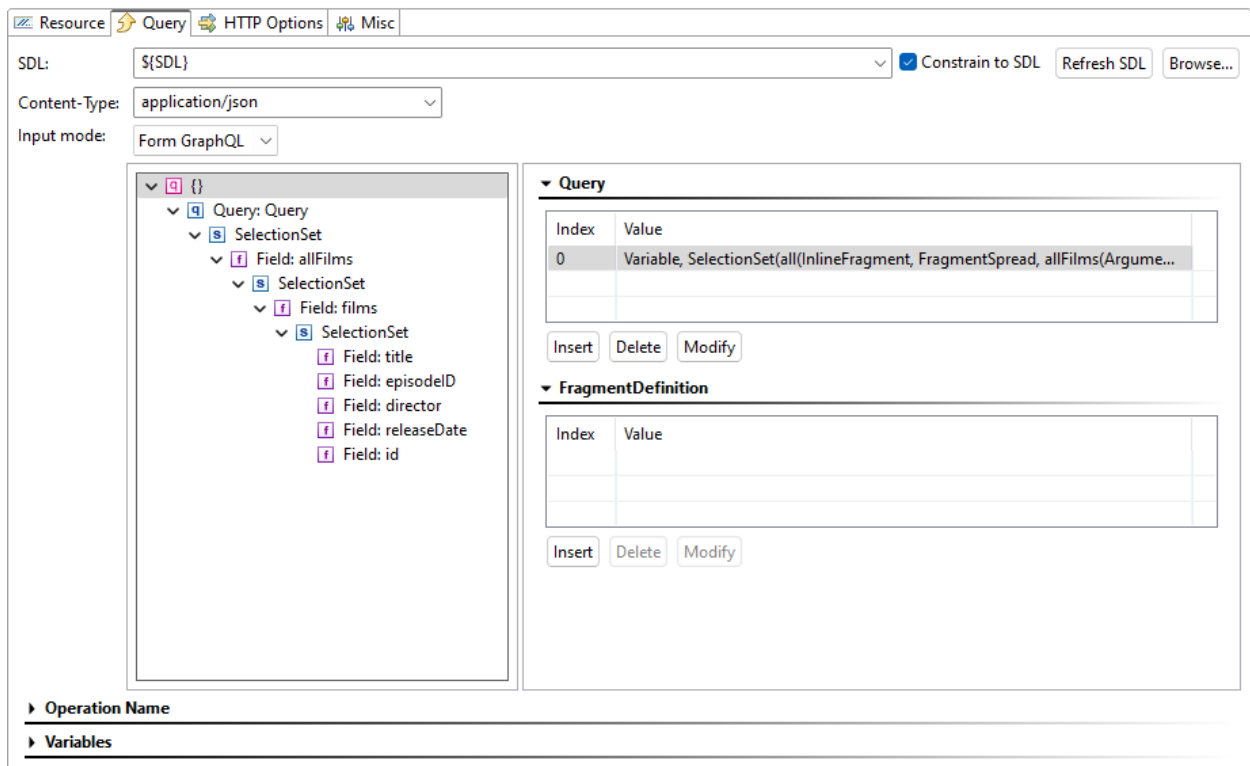 Resource Query HTTP Options Misc
SDL: ${SDL} Constrain to SDL Refresh SDL Browse...
Content-Type: application/json
Input mode: Form GraphQL
q {}
q Query: Query
s SelectionSet
f Field: allFilms
s SelectionSet
f Field: films
s SelectionSet
f Field: title
f Field: episodeID
f Field: director
f Field: releaseDate
f Field: id
Query
Index Value
0 Variable, SelectionSet(all(InlineFragment, FragmentSpread, allFilms(Argume...
Insert Delete Modify
FragmentDefinition
Index Value
Insert Delete Modify
Operation Name
Variables